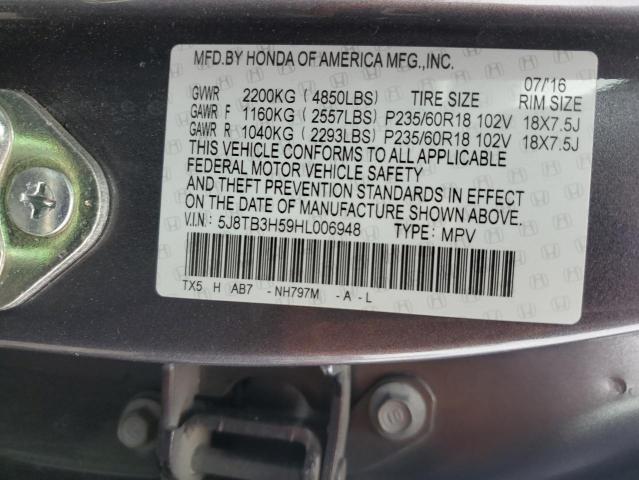 MFD.BY HONDA OF AMERICA MFG.,INC.
07/16
GVWR 2200KG (4850LBS) TIRE SIZE RIM SIZE
GAWR F 1160KG (2557LBS) P235/60R18 102V 18X7.5J
GAWR R 1040KG (2293LBS) P235/60R18 102V 18X7.5J
THIS VEHICLE CONFORMS TO ALL APPLICABLE
FEDERAL MOTOR VEHICLE SAFETY
AND THEFT PREVENTION STANDARDS IN EFFECT
ON THE DATE OF MANUFACTURE SHOWN ABOVE.
V.I.N: 5J8TB3H59HL006948 TYPE: MPV
TX5 H AB7 -NH797M -A -L